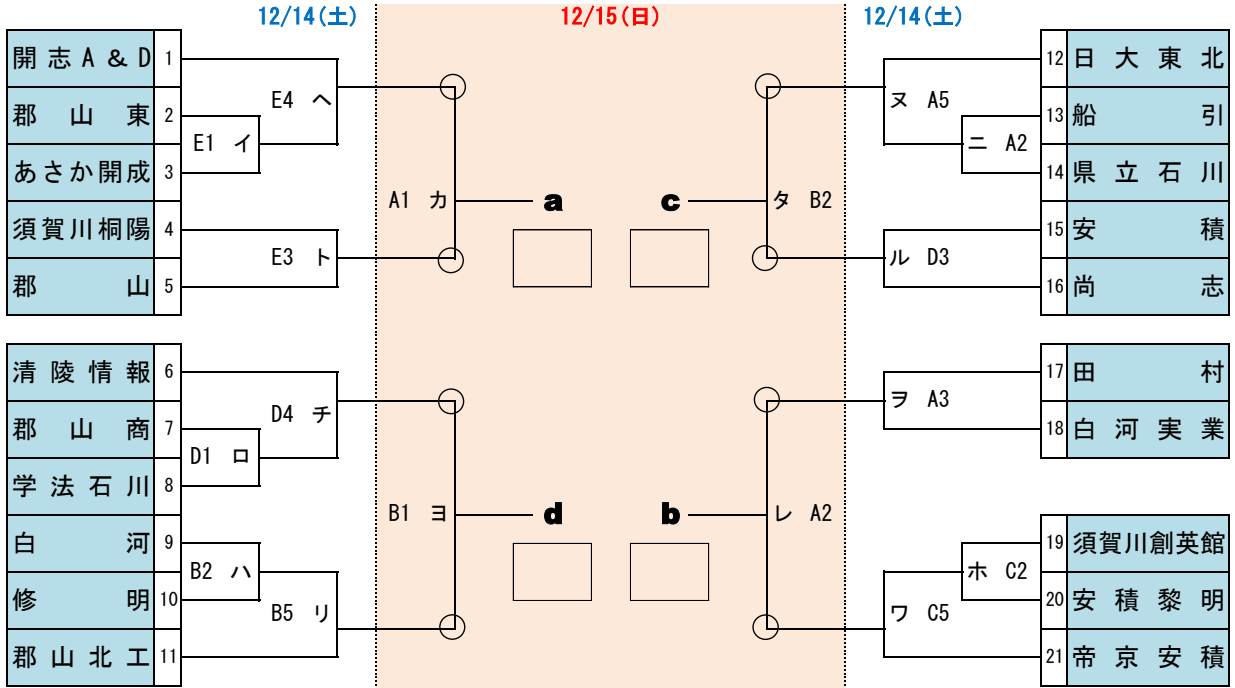 12/14(土) 12/15(日) 12/14(土)
開志A&D 1
郡山東 2
あさか開成 3
須賀川桐陽 4
郡山 5
E4 ヘ
E1 イ
E3 ト
A1 カ
a
清陵情報 6
郡山商 7
学法石川 8
白河 9
修明 10
郡山北工 11
D4 チ
D1 ロ
B2 ハ
B5 リ
B1 ヨ
d
12 日大東北
13 船引
14 県立石川
15 安積
16 尚志
ヌ A5
ニ A2
ル D3
タ B2
c
17 田村
18 白河実業
19 須賀川創英館
20 安積黎明
21 帝京安積
ヲ A3
ホ C2
ワ C5
レ A2
b